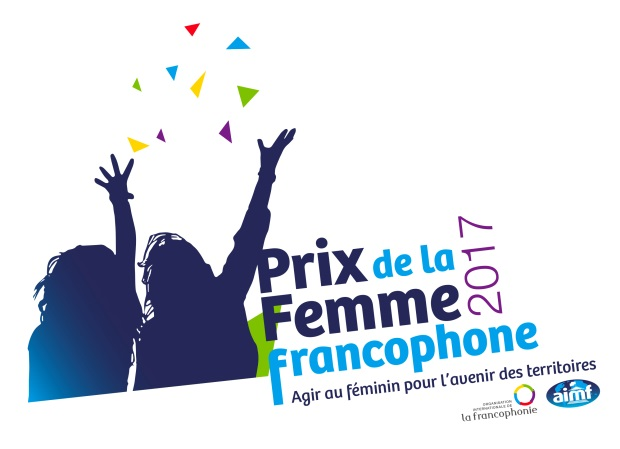 Prix de la
Femme
2017
francophone
Agir au féminin pour l'avenir des territoires
ORGANISATION
INTERNATIONALE DE
la francophonie
aimf